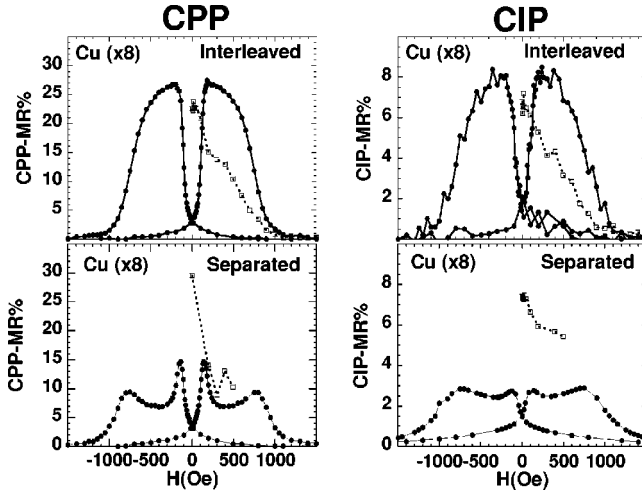 CPP
CIP
Cu (x8) Interleaved
Cu (x8) Interleaved
30
25
20
15
10
5
CPP-MR%
8
6
4
2
CIP-MR%
Cu (x8) Separated
Cu (x8) Separated
30
25
20
15
10
5
0
CPP-MR%
8
6
4
2
0
CIP-MR%
-1000 -500 0 500 1000
H(Oe)
-1000 -500 0 500 1000
H(Oe)